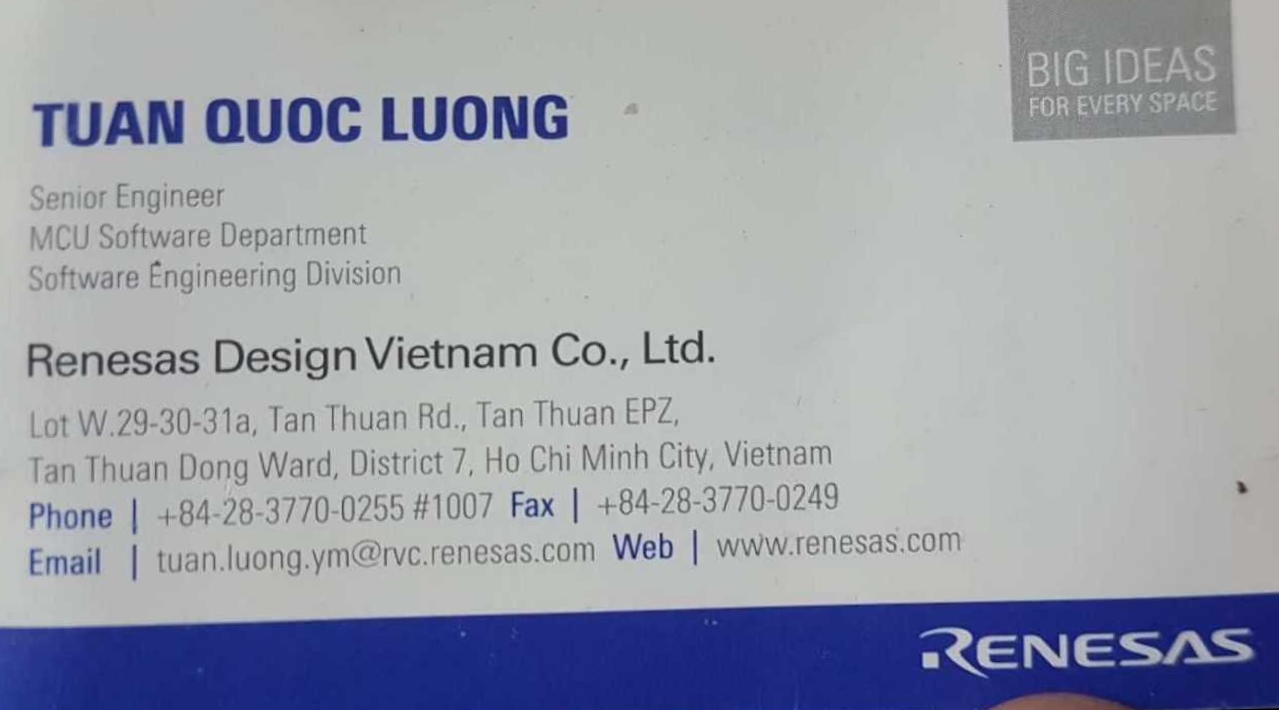 BIG IDEAS
FOR EVERY SPACE
TUAN QUOC LUONG
Senior Engineer
MCU Software Department
Software Engineering Division
Renesas Design Vietnam Co., Ltd.
Lot W.29-30-31a, Tan Thuan Rd., Tan Thuan EPZ,
Tan Thuan Dong Ward, District 7, Ho Chi Minh City, Vietnam
Phone | +84-28-3770-0255 #1007 Fax | +84-28-3770-0249
Email | tuan.luong.ym@rvc.renesas.com Web | www.renesas.com
RENESAS